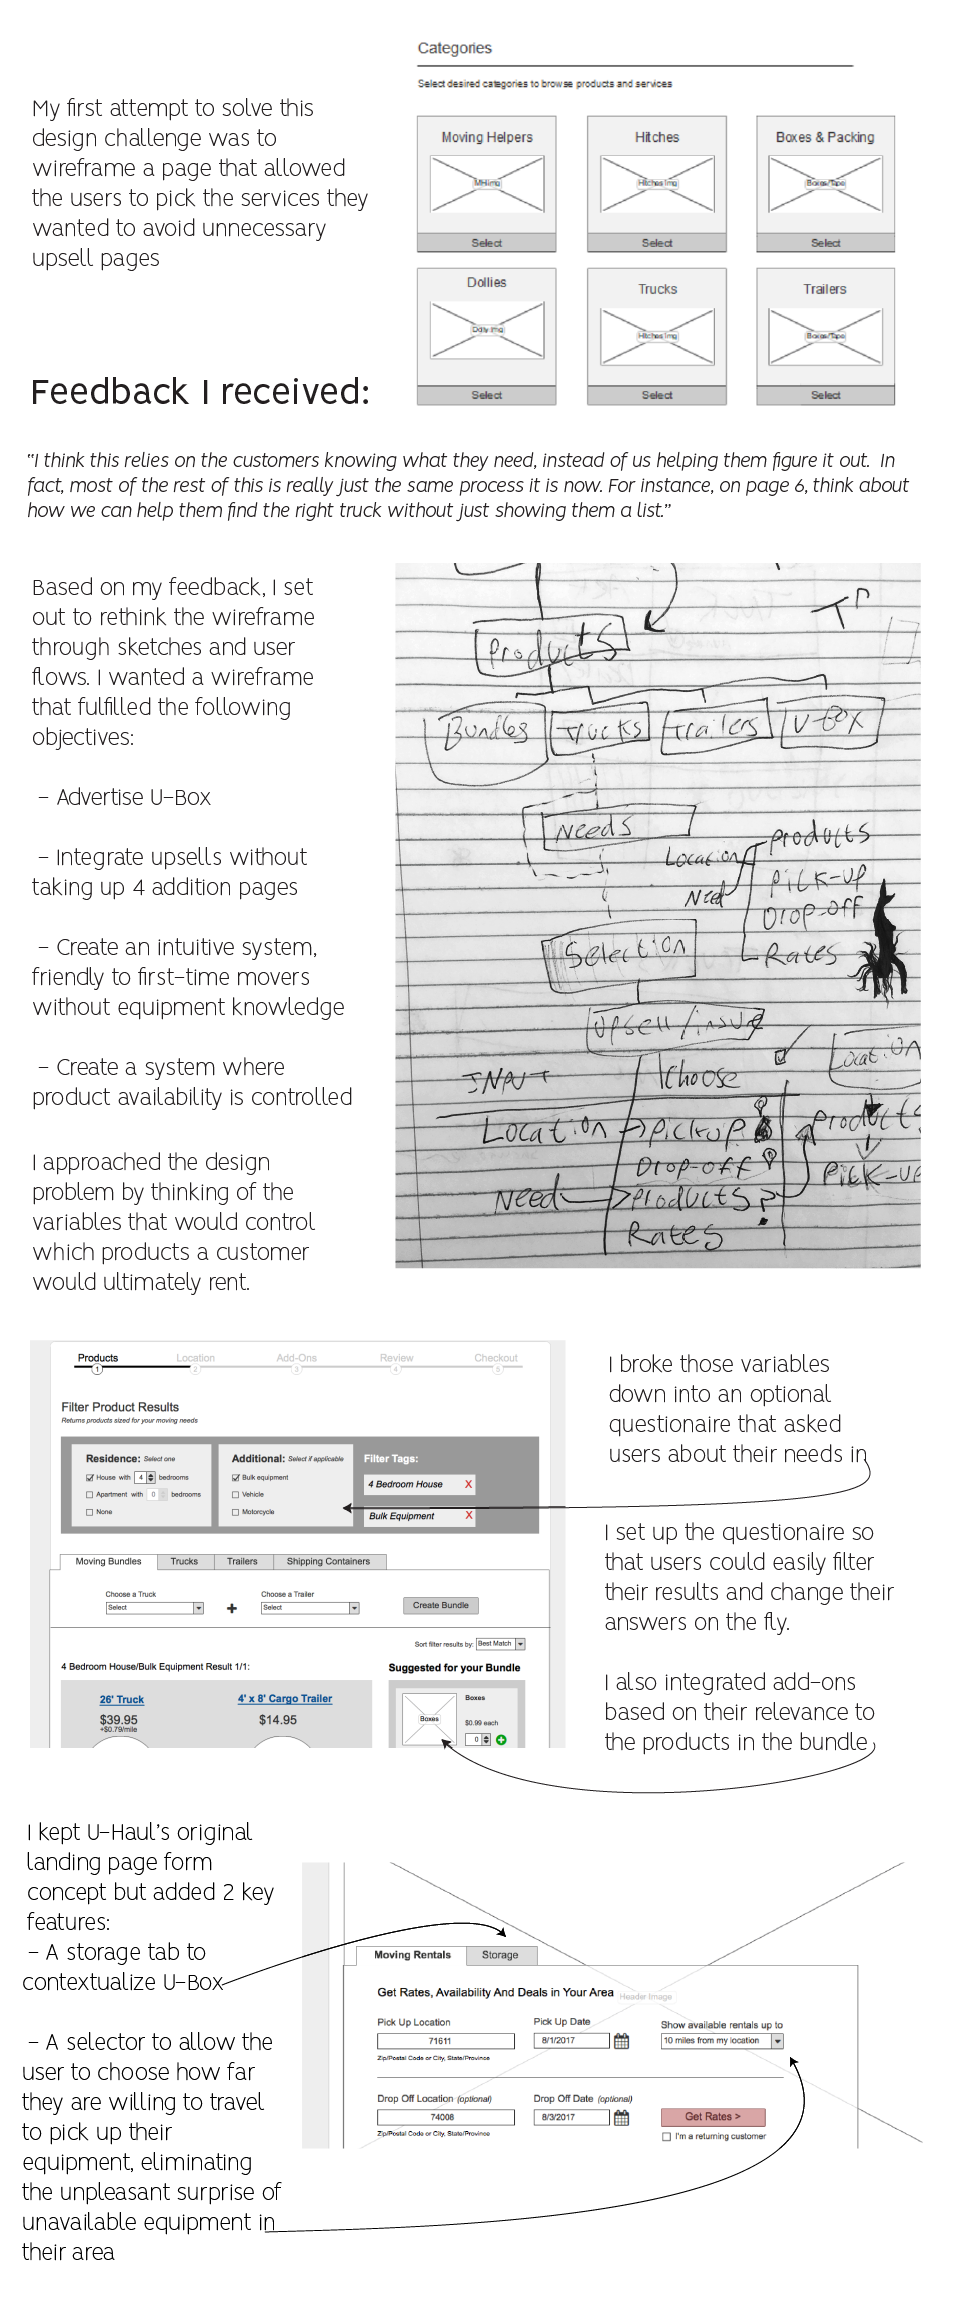 Categories
Select desired categories to browse products and services
My first attempt to solve this
design challenge was to
wireframe a page that allowed
the users to pick the services they
wanted to avoid unnecessary
upsell pages
Moving Helpers
Hitches
Boxes & Packing
MH img
Hitches Img
Boxes/Tape
Select
Select
Select
Dollies
Trucks
Trailers
Dolly Img
Hitches Img
Boxes/Tape
Select
Select
Select
Feedback I received:
“I think this relies on the customers knowing what they need, instead of us helping them figure it out. In
fact, most of the rest of this is really just the same process it is now. For instance, on page 6, think about
how we can help them find the right truck without just showing them a list.”
Based on my feedback, I set
out to rethink the wireframe
through sketches and user
flows. I wanted a wireframe
that fulfilled the following
objectives:
- Advertise U-Box
- Integrate upsells without
taking up 4 addition pages
- Create an intuitive system,
friendly to first-time movers
without equipment knowledge
- Create a system where
product availability is controlled
I approached the design
problem by thinking of the
variables that would control
which products a customer
would ultimately rent.
Products
Bundles Trucks Trailers U-Box
Needs
Location
Need
Products
Pick-up
Drop-off
Rates
Selection
Upsell/insur
INPUT
Choose
Location
Location → pickup
Drop-off
Need → products?
Rates
Products
Pick-up
Products
Location
Add-Ons
Review
Checkout
1
2
3
4
5
Filter Product Results
Returns products sized for your moving needs
Residence: Select one
House with 4 bedrooms
Apartment with 0 bedrooms
None
Additional: Select if applicable
Bulk equipment
Vehicle
Motorcycle
Filter Tags:
4 Bedroom House X
Bulk Equipment X
Moving Bundles
Trucks
Trailers
Shipping Containers
Choose a Truck
Select
+
Choose a Trailer
Select
Create Bundle
Sort filter results by: Best Match
4 Bedroom House/Bulk Equipment Result 1/1:
Suggested for your Bundle
26' Truck
$39.95
+$0.79/mile
4' x 8' Cargo Trailer
$14.95
Boxes
Boxes
$0.99 each
0
I broke those variables
down into an optional
questionaire that asked
users about their needs in
I set up the questionaire so
that users could easily filter
their results and change their
answers on the fly.
I also integrated add-ons
based on their relevance to
the products in the bundle
I kept U-Haul’s original
landing page form
concept but added 2 key
features:
- A storage tab to
contextualize U-Box
- A selector to allow the
user to choose how far
they are willing to travel
to pick up their
equipment, eliminating
the unpleasant surprise of
unavailable equipment in
their area
Moving Rentals
Storage
Get Rates, Availability And Deals in Your Area
Header Image
Pick Up Location
71611
Zip/Postal Code or City, State/Province
Pick Up Date
8/1/2017
Show available rentals up to
10 miles from my location
Drop Off Location (optional)
74008
Zip/Postal Code or City, State/Province
Drop Off Date (optional)
8/3/2017
Get Rates >
I'm a returning customer